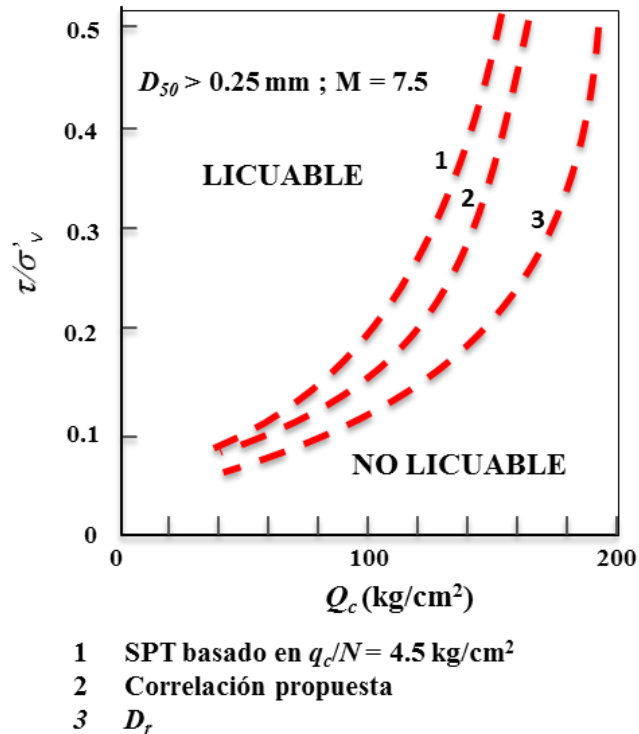 0.5
D50 > 0.25 mm ; M = 7.5
0.4
1
LICUABLE
2
0.3
3
τ/σ'v
0.2
0.1
NO LICUABLE
0
0 100 200
Qc (kg/cm²)
1 SPT basado en qc/N = 4.5 kg/cm²
2 Correlación propuesta
3 Dr